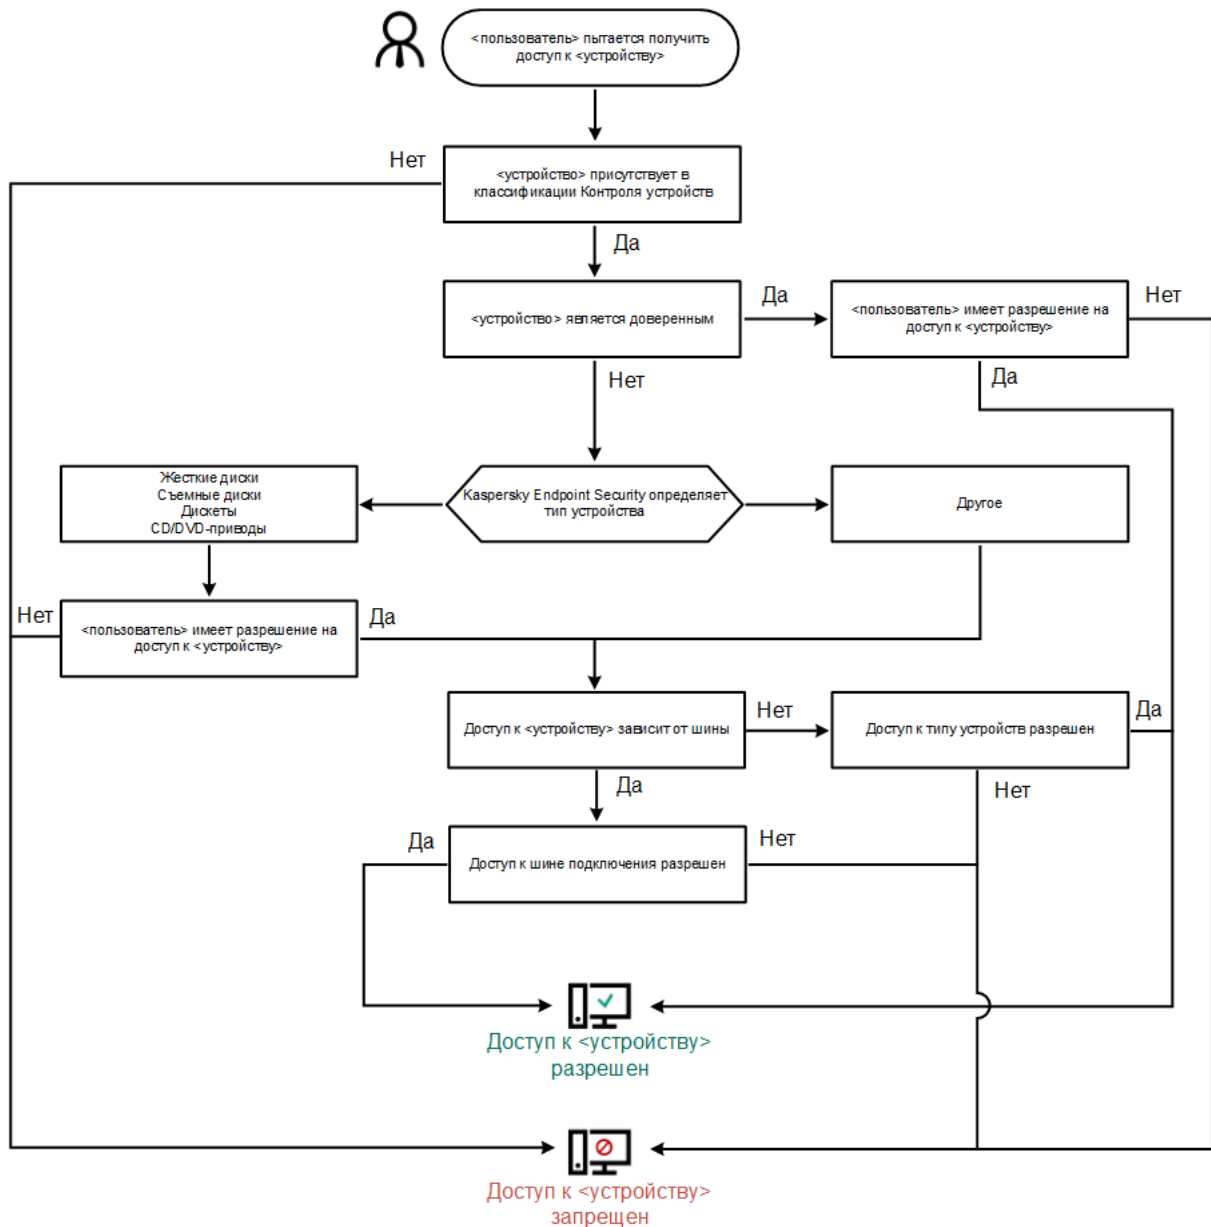 <пользователь> пытается получить
доступ к <устройству>
Нет
<устройство> присутствует в
классификации Контроля устройств
Да
<устройство> является доверенным
Да
<пользователь> имеет разрешение на
доступ к <устройству>
Нет
Нет
Да
Жесткие диски
Съемные диски
Дискеты
CD/DVD-приводы
Kaspersky Endpoint Security определяет
тип устройства
Другое
Нет
<пользователь> имеет разрешение на
доступ к <устройству>
Да
Доступ к <устройству> зависит от шины
Нет
Доступ к типу устройств разрешен
Да
Да
Нет
Да
Доступ к шине подключения разрешен
Нет
Доступ к <устройству>
разрешен
Доступ к <устройству>
запрещен